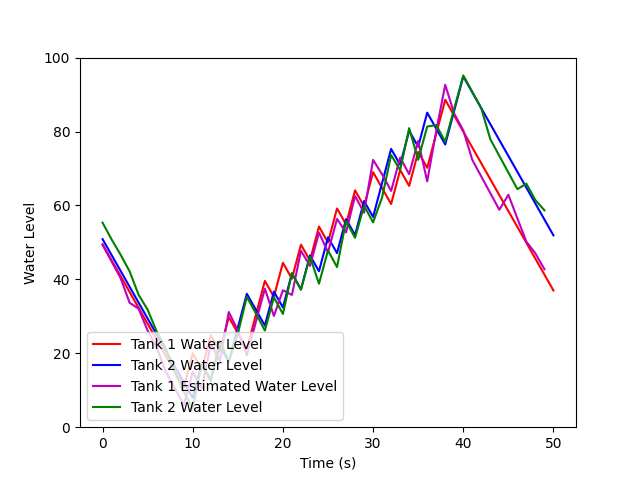 100
80
60
40
20
0
Water Level
Tank 1 Water Level
Tank 2 Water Level
Tank 1 Estimated Water Level
Tank 2 Water Level
0 10 20 30 40 50
Time (s)